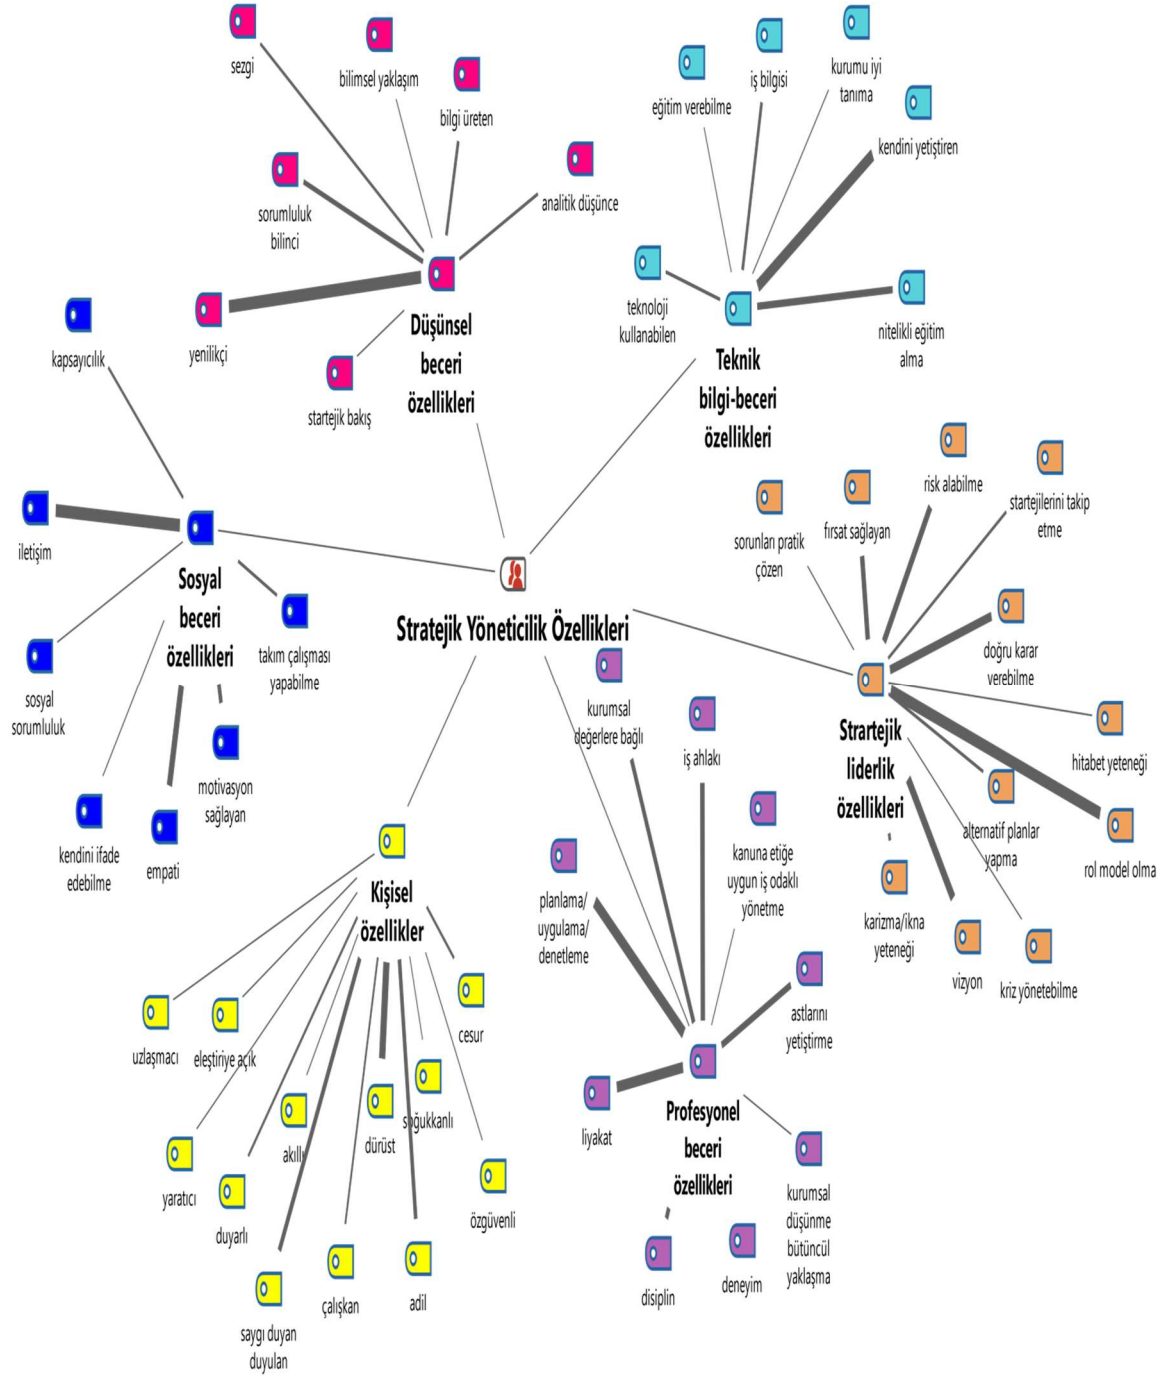 sezgi
bilimsel yaklaşım
bilgi üreten
sorumluluk
bilinci
analitik düşünce
yenilikçi
startejik bakış
Düşünsel
beceri
özellikleri
eğitim verebilme
iş bilgisi
kurumu iyi
tanıma
kendini yetiştiren
teknoloji
kullanabilen
nitelikli eğitim
alma
Teknik
bilgi-beceri
özellikleri
kapsayıcılık
iletişim
sosyal
sorumluluk
kendini ifade
edebilme
empati
motivasyon
sağlayan
takım çalışması
yapabilme
Sosyal
beceri
özellikleri
Stratejik Yöneticilik Özellikleri
sorunları pratik
çözen
fırsat sağlayan
risk alabilme
startejilerini takip
etme
doğru karar
verebilme
hitabet yeteneği
rol model olma
alternatif planlar
yapma
kriz yönetebilme
vizyon
karizma/ikna
yeteneği
Strartejik
liderlik
özellikleri
kurumsal
değerlere bağlı
iş ahlakı
kanuna etiğe
uygun iş odaklı
yönetme
planlama/
uygulama/
denetleme
astlarını
yetiştirme
liyakat
kurumsal
düşünme
bütüncül
yaklaşma
disiplin
deneyim
Profesyonel
beceri
özellikleri
Kişisel
özellikler
uzlaşmacı
eleştiriye açık
cesur
akıllı
dürüst
soğukkanlı
yaratıcı
duyarlı
özgüvenli
saygı duyan
duyulan
çalışkan
adil